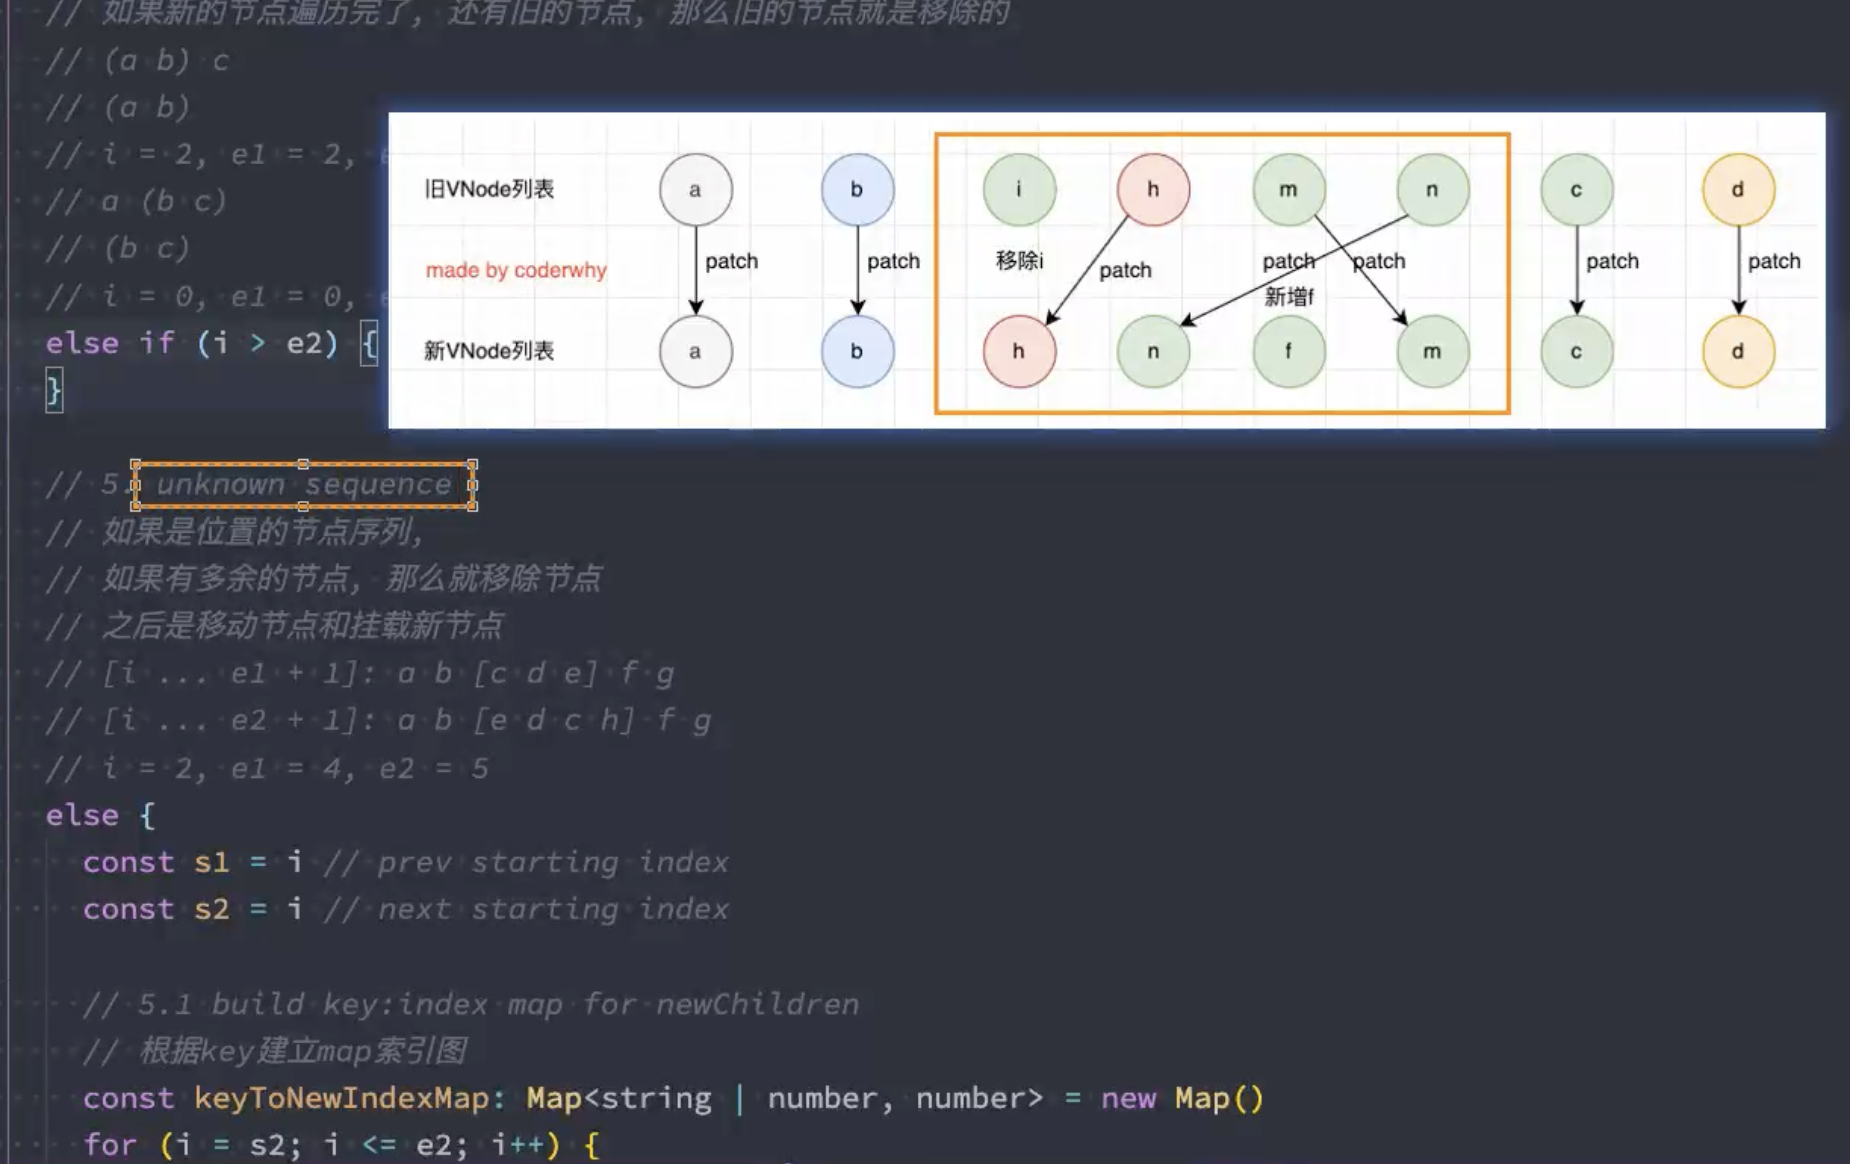 // 如果新的节点遍历完了, 还有旧的节点, 那么旧的节点就是移除的
// (a b) c
// (a b)
// i = 2, e1 = 2,
// a (b c)
// (b c)
// i = 0, e1 = 0,
else if (i > e2) {
}
旧VNode列表 a b i h m n c d
made by coderwhy patch patch 移除i patch patch patch patch patch
新增f
新VNode列表 a b h n f m c d
// 5. unknown sequence
// 如果是位置的节点序列,
// 如果有多余的节点, 那么就移除节点
// 之后是移动节点和挂载新节点
// [i ... e1 + 1]: a b [c d e] f g
// [i ... e2 + 1]: a b [e d c h] f g
// i = 2, e1 = 4, e2 = 5
else {
const s1 = i // prev starting index
const s2 = i // next starting index
// 5.1 build key:index map for newChildren
// 根据key建立map索引图
const keyToNewIndexMap: Map<string | number, number> = new Map()
for (i = s2; i <= e2; i++) {